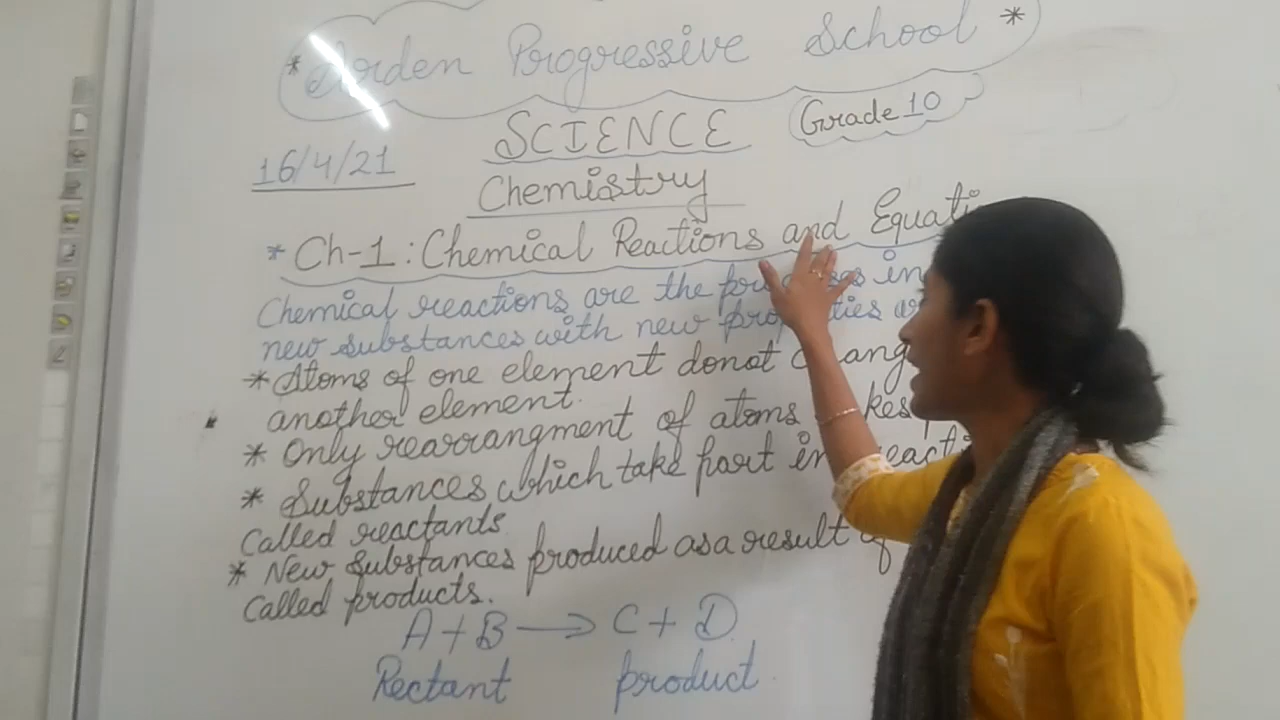 * Arden Progressive School *
SCIENCE
Grade 10
16/4/21
Chemistry
* Ch-1: Chemical Reactions and Equati
Chemical reactions are the in
new substances with new
* Atoms of one element donot
another element.
* Only rearrangment of atoms
* Substances which take part in
Called reactants
* New substances produced as a result
Called products.
A + B → C + D
Rectant product